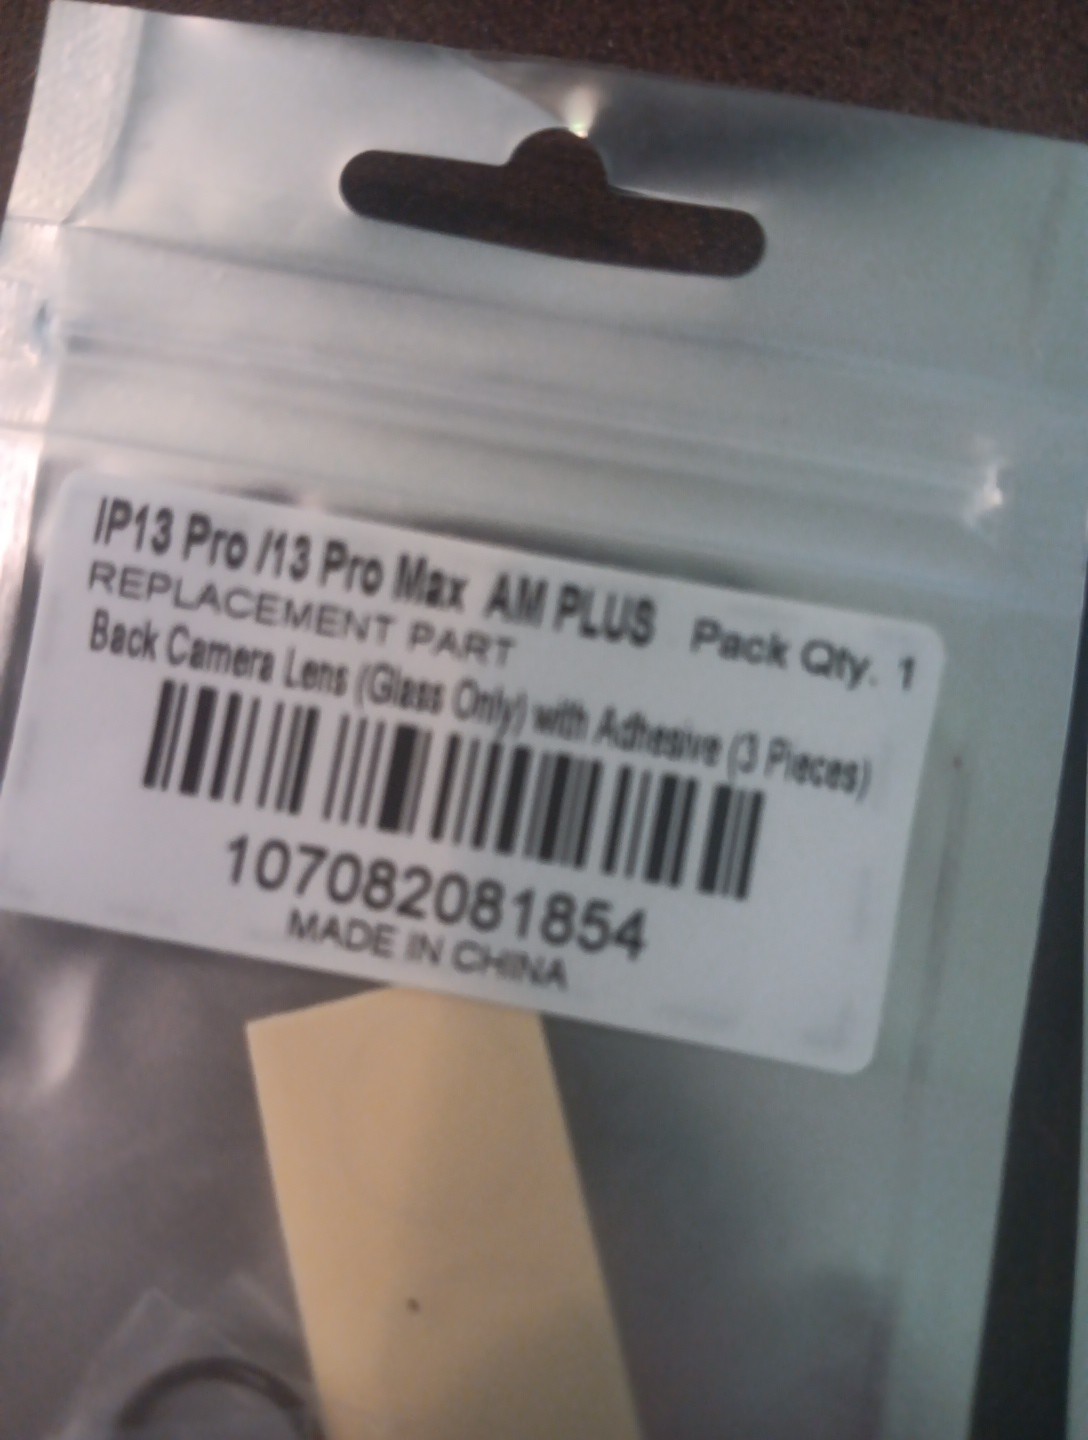 IP13 Pro /13 Pro Max AM PLUS Pack Qty. 1
REPLACEMENT PART
Back Camera Lens (Glass Only) with Adhesive (3 Pieces)
107082081854
MADE IN CHINA